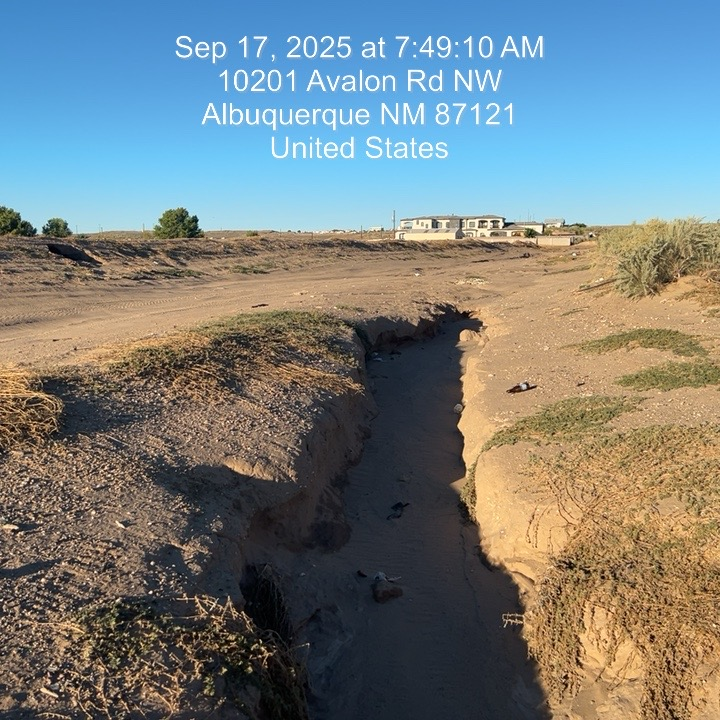 Sep 17, 2025 at 7:49:10 AM
10201 Avalon Rd NW
Albuquerque NM 87121
United States